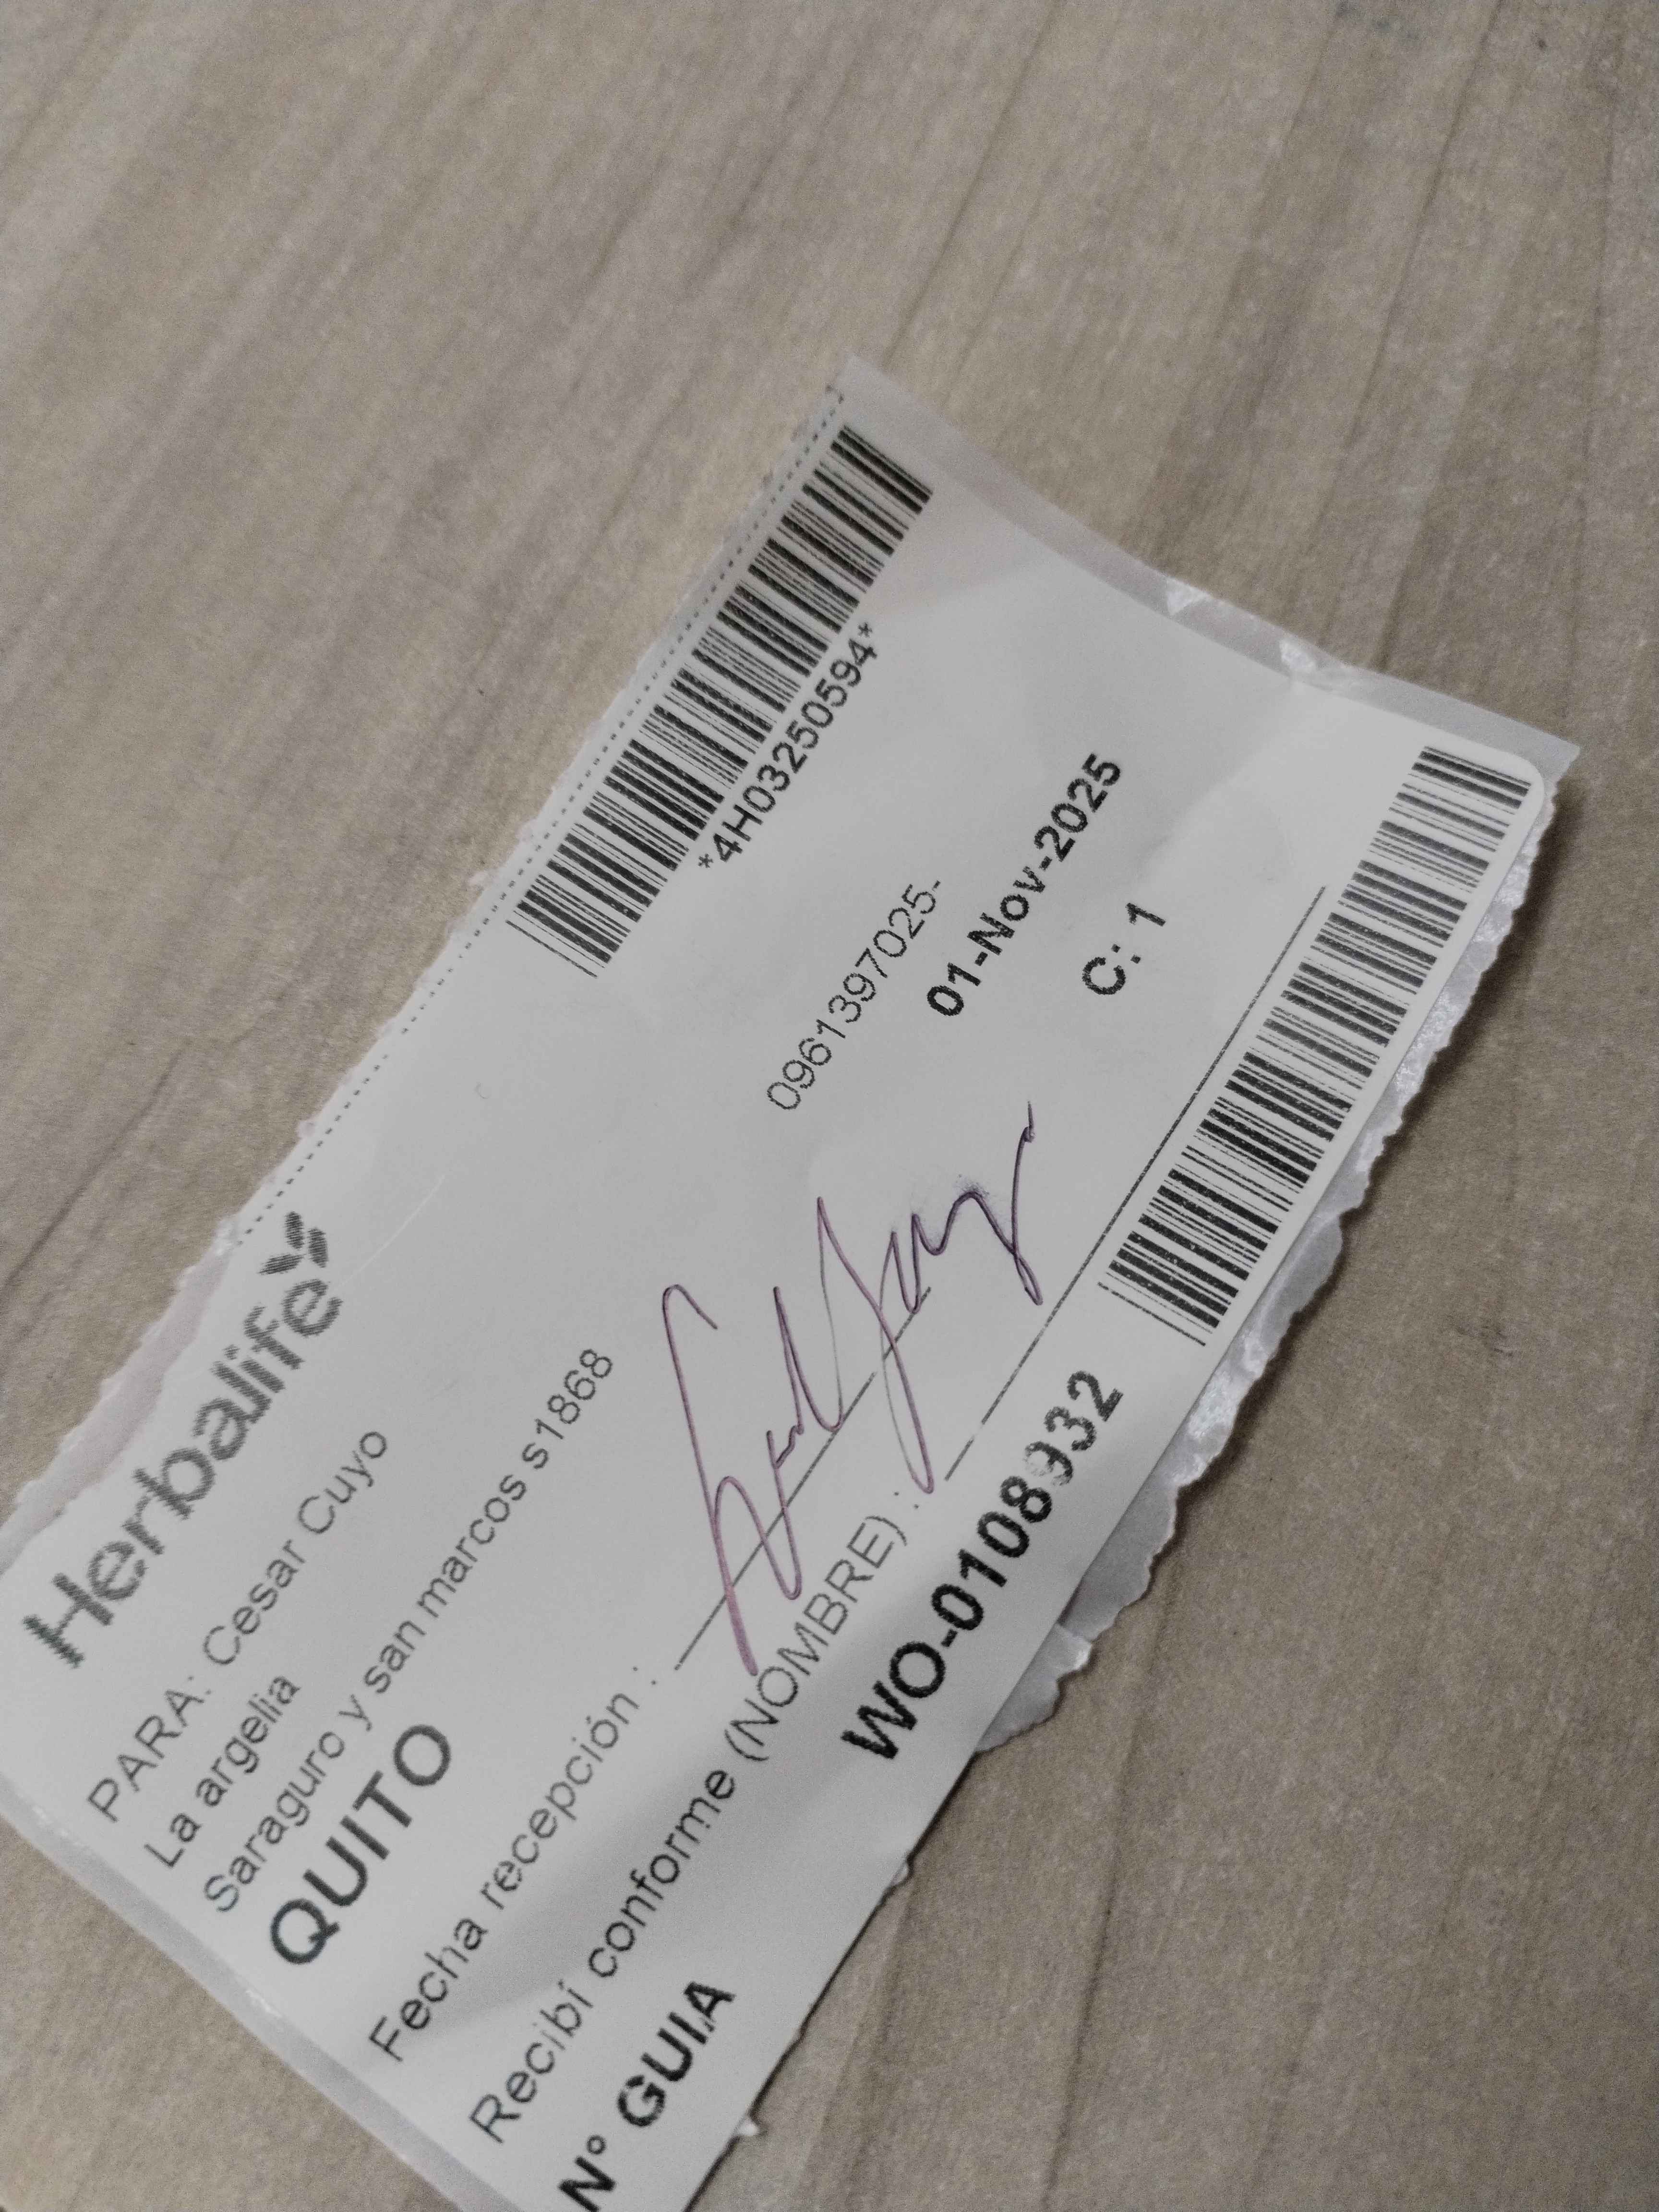 Herbalife
*4H03250594*
PARA: Cesar Cuyo
La argelia
Saraguro y san marcos s1868
0961397025-
QUITO
01-Nov-2025
C: 1
Fecha recepción :
Recibí conforme (NOMBRE) :
WO-0108932
Nº GUIA